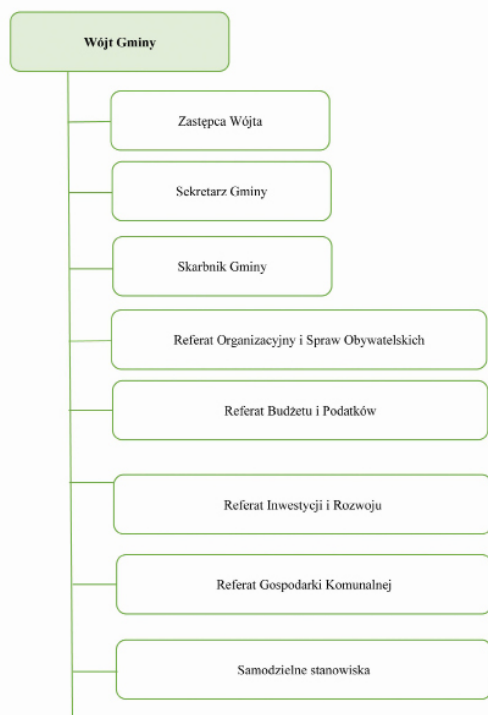 Wójt Gminy
Zastępca Wójta
Sekretarz Gminy
Skarbnik Gminy
Referat Organizacyjny i Spraw Obywatelskich
Referat Budżetu i Podatków
Referat Inwestycji i Rozwoju
Referat Gospodarki Komunalnej
Samodzielne stanowiska